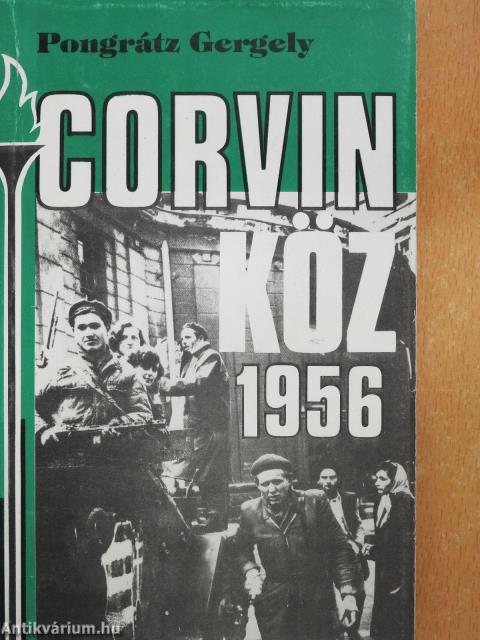 Pongrátz Gergely
CORVIN
KÖZ
1956
Antikvárium.hu